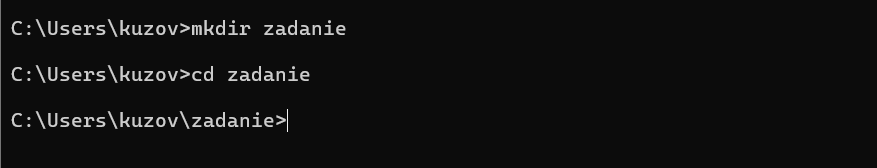 C:\Users\kuzov>mkdir zadanie
C:\Users\kuzov>cd zadanie
C:\Users\kuzov\zadanie>